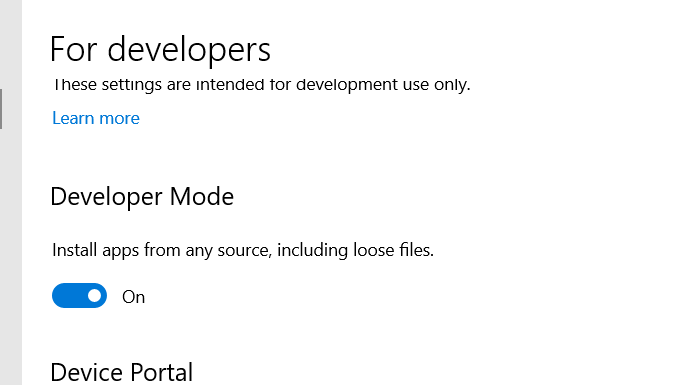 For developers
These settings are intended for development use only.
Learn more
Developer Mode
Install apps from any source, including loose files.
On
Device Portal